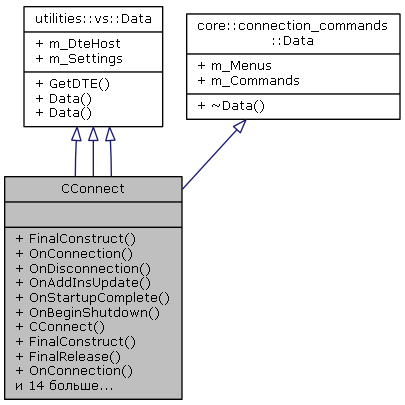 utilities::vs::Data
+ m_DteHost
+ m_Settings
+ GetDTE()
+ Data()
+ Data()
core::connection_commands
::Data
+ m_Menus
+ m_Commands
+ ~Data()
CConnect
+ FinalConstruct()
+ OnConnection()
+ OnDisconnection()
+ OnAddInsUpdate()
+ OnStartupComplete()
+ OnBeginShutdown()
+ CConnect()
+ FinalConstruct()
+ FinalRelease()
+ OnConnection()
и 14 больше...